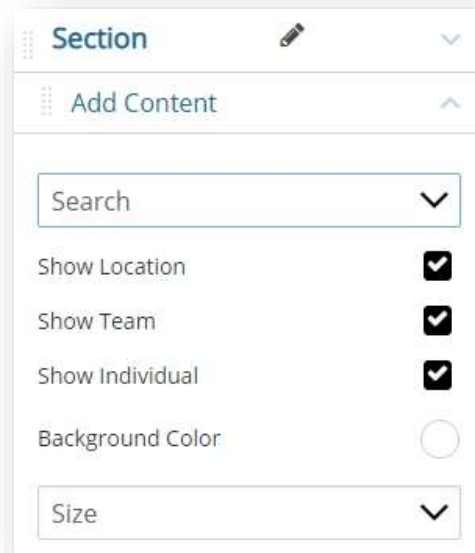 Section
Add Content
Search
Show Location
Show Team
Show Individual
Background Color
Size